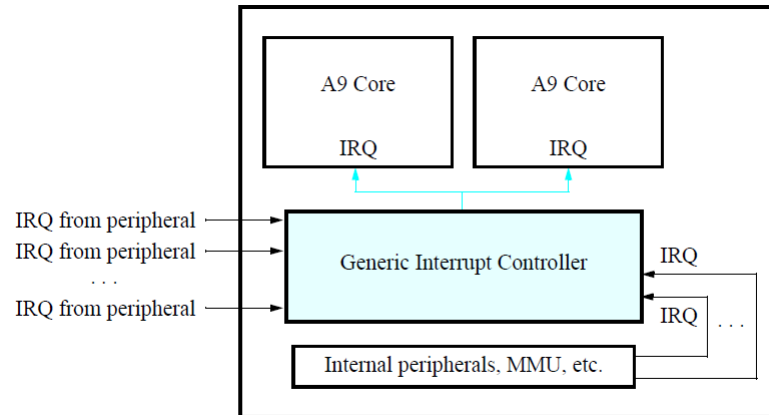 A9 Core
A9 Core
IRQ
IRQ
IRQ from peripheral
IRQ from peripheral
. . .
IRQ from peripheral
Generic Interrupt Controller
IRQ
IRQ
. . .
Internal peripherals, MMU, etc.